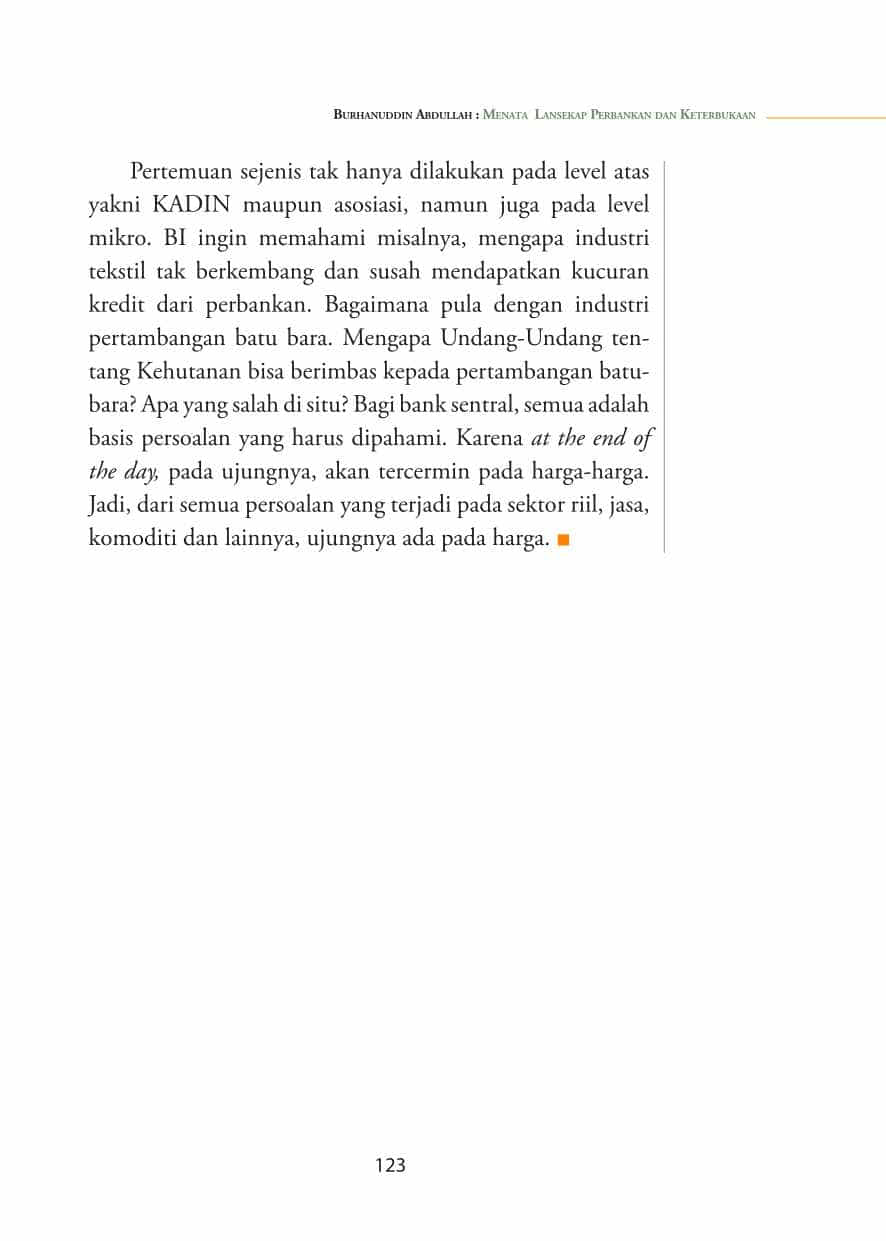 Burhanuddin Abdullah : Menata Lansekap Perbankan dan Keterbukaan
Pertemuan sejenis tak hanya dilakukan pada level atas
yakni KADIN maupun asosiasi, namun juga pada level
mikro. BI ingin memahami misalnya, mengapa industri
tekstil tak berkembang dan susah mendapatkan kucuran
kredit dari perbankan. Bagaimana pula dengan industri
pertambangan batu bara. Mengapa Undang-Undang ten-
tang Kehutanan bisa berimbas kepada pertambangan batu-
bara? Apa yang salah di situ? Bagi bank sentral, semua adalah
basis persoalan yang harus dipahami. Karena at the end of
the day, pada ujungnya, akan tercermin pada harga-harga.
Jadi, dari semua persoalan yang terjadi pada sektor riil, jasa,
komoditi dan lainnya, ujungnya ada pada harga.
123